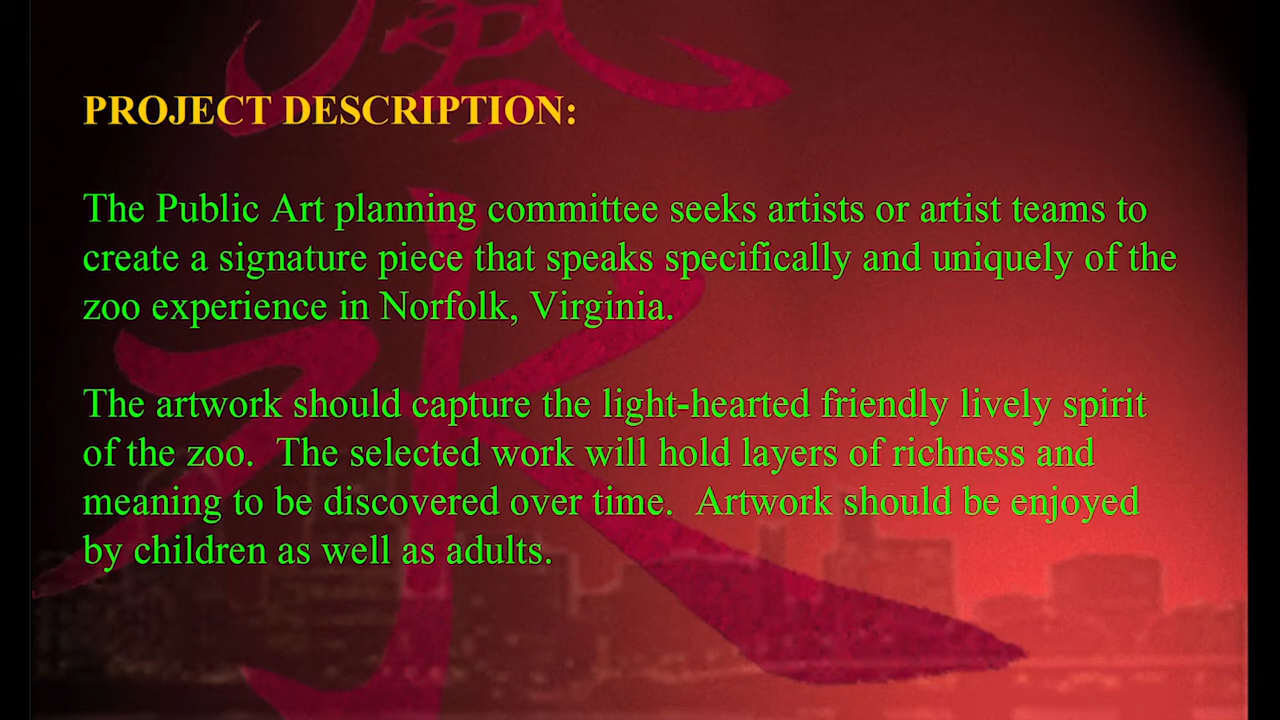 風
水
PROJECT DESCRIPTION:
The Public Art planning committee seeks artists or artist teams to
create a signature piece that speaks specifically and uniquely of the
zoo experience in Norfolk, Virginia.
The artwork should capture the light-hearted friendly lively spirit
of the zoo.  The selected work will hold layers of richness and
meaning to be discovered over time.  Artwork should be enjoyed
by children as well as adults.